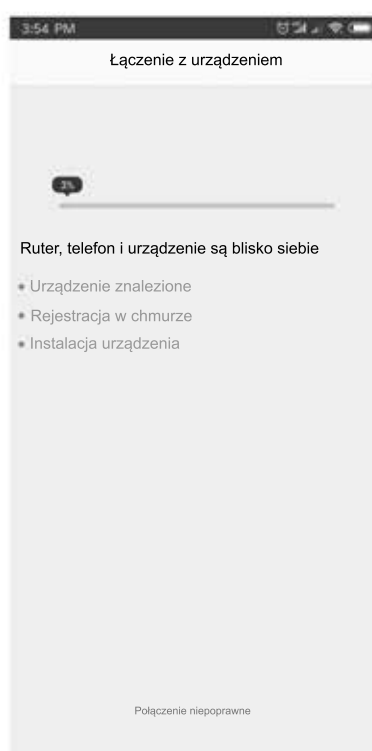 3:54 PM
Łączenie z urządzeniem
3%
Ruter, telefon i urządzenie są blisko siebie
Urządzenie znalezione
Rejestracja w chmurze
Instalacja urządzenia
Połączenie niepoprawne